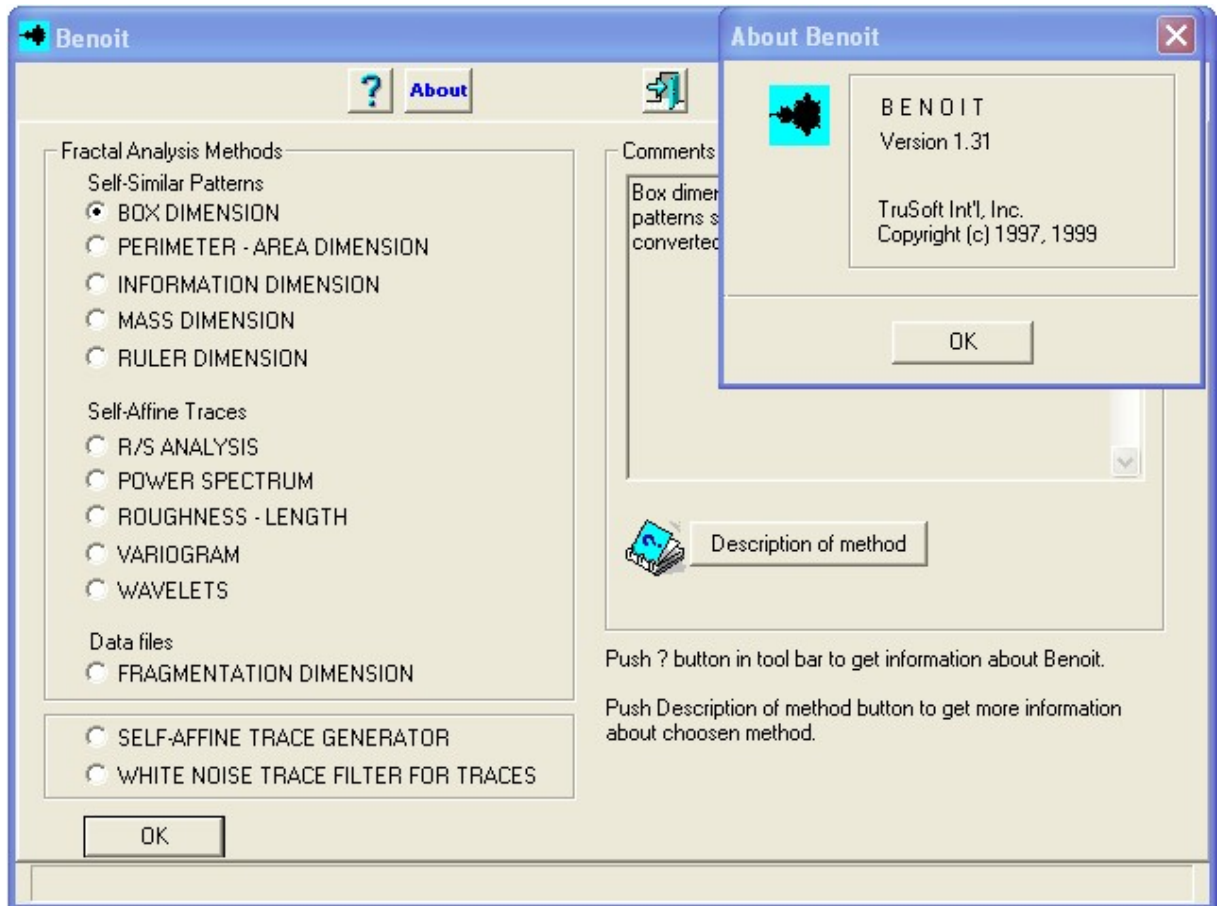 Benoit
About Benoit
?
About
BENOIT
Version 1.31
TruSoft Int'l, Inc.
Copyright (c) 1997, 1999
OK
Fractal Analysis Methods
Self-Similar Patterns
BOX DIMENSION
PERIMETER - AREA DIMENSION
INFORMATION DIMENSION
MASS DIMENSION
RULER DIMENSION
Self-Affine Traces
R/S ANALYSIS
POWER SPECTRUM
ROUGHNESS - LENGTH
VARIOGRAM
WAVELETS
Data files
FRAGMENTATION DIMENSION
SELF-AFFINE TRACE GENERATOR
WHITE NOISE TRACE FILTER FOR TRACES
OK
Comments
Box
patterns
converted
?
Description of method
Push ? button in tool bar to get information about Benoit.
Push Description of method button to get more information
about choosen method.